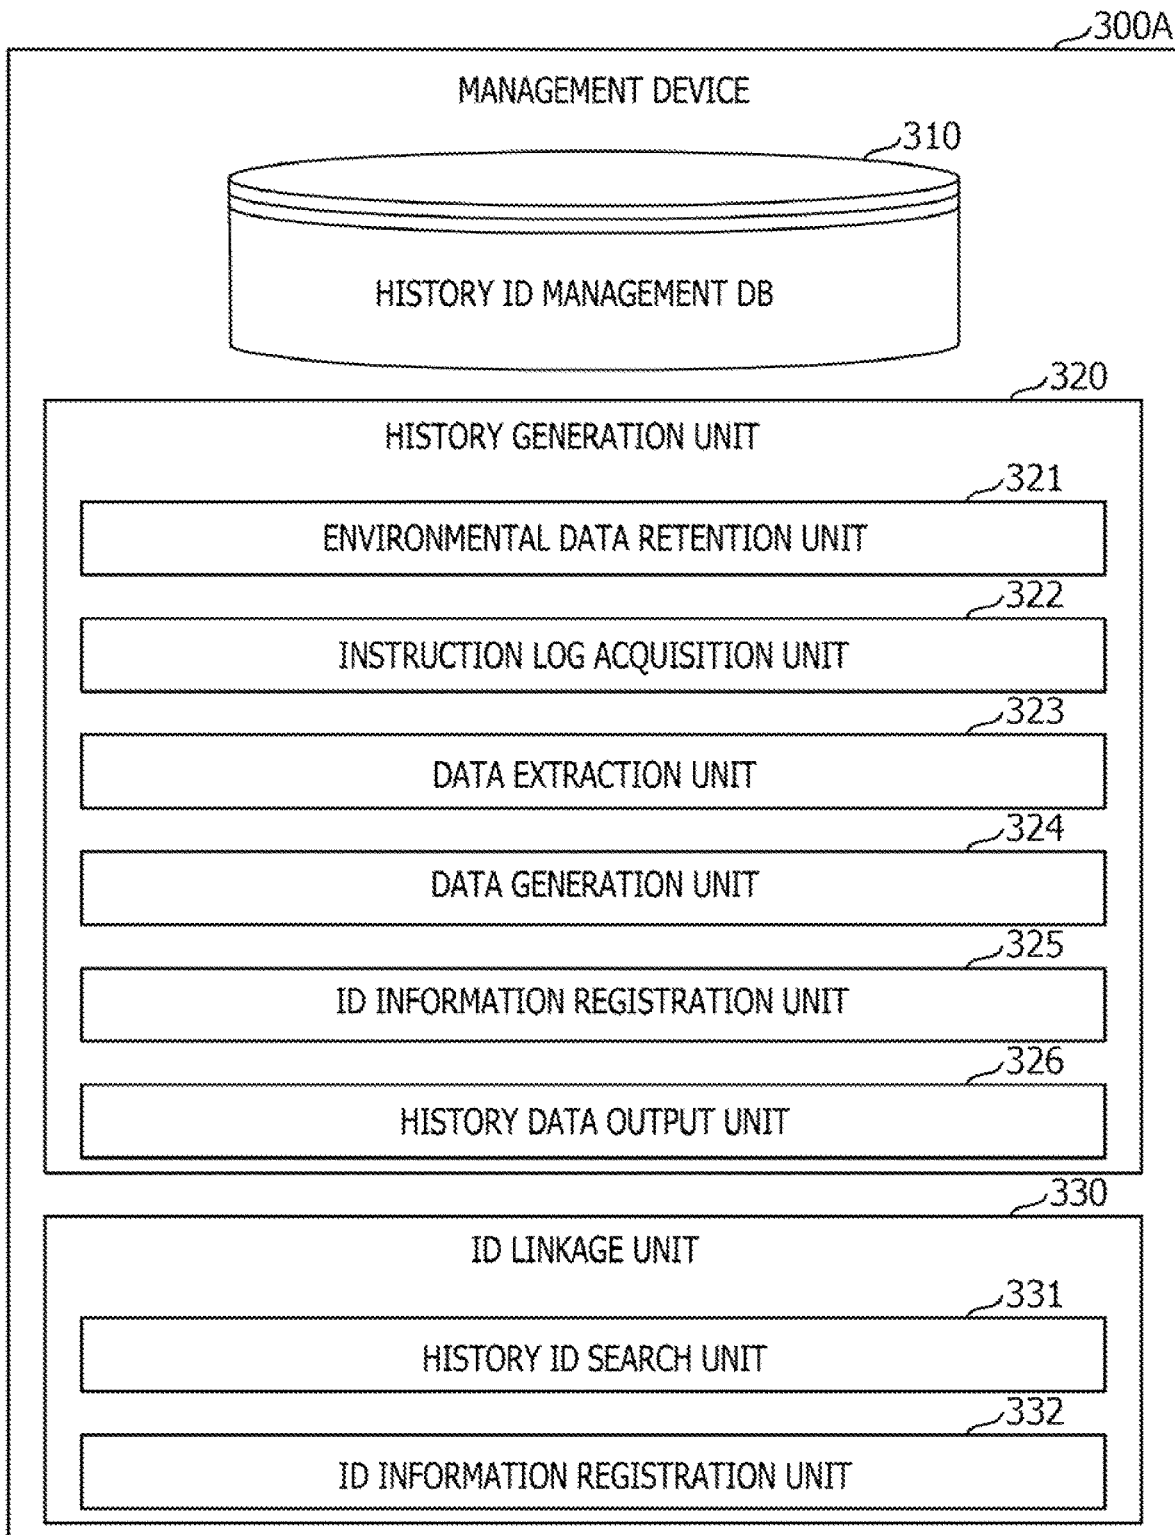 300A
MANAGEMENT DEVICE
310
HISTORY ID MANAGEMENT DB
320
HISTORY GENERATION UNIT
321
ENVIRONMENTAL DATA RETENTION UNIT
322
INSTRUCTION LOG ACQUISITION UNIT
323
DATA EXTRACTION UNIT
324
DATA GENERATION UNIT
325
ID INFORMATION REGISTRATION UNIT
326
HISTORY DATA OUTPUT UNIT
330
ID LINKAGE UNIT
331
HISTORY ID SEARCH UNIT
332
ID INFORMATION REGISTRATION UNIT